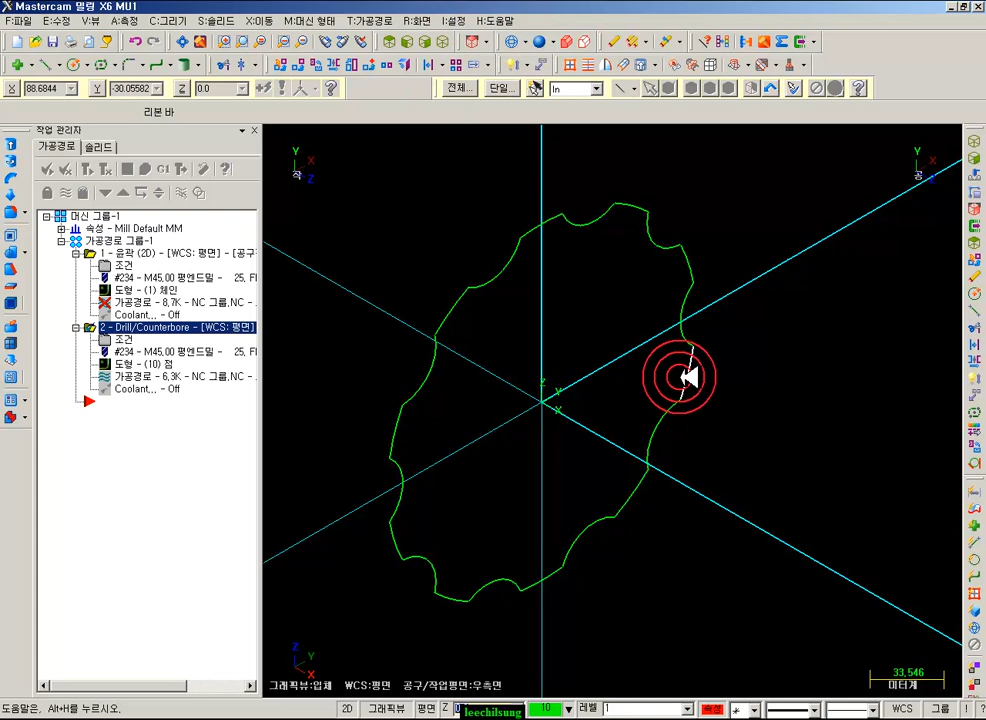 Mastercam 밀링 X6 MU1
F:파일 E:수정 V:뷰 A:측정 C:그리기 S:솔리드 X:이동 M:머신 형태 T:가공경로 R:화면 I:설정 H:도움말
X 88.6844 Y -30.05582 Z 0.0 전체... 단일... In
리본 바
작업 관리자
가공경로 솔리드
G1
머신 그룹-1
속성 - Mill Default MM
가공경로 그룹-1
1 - 윤곽 (2D) - [WCS: 평면] - [공구
조건
#234 - M45.00 평엔드밀 - 25, Fl
도형 - (1) 체인
가공경로 - 8,7K - NC 그룹,NC -
Coolant... - Off
2 - Drill/Counterbore - [WCS: 평면]
조건
#234 - M45.00 평엔드밀 - 25, Fl
도형 - (10) 점
가공경로 - 6,3K - NC 그룹,NC -
Coolant... - Off
Y X Z
Y X Z
Y Y X
Z Y X
그래픽뷰:입체 WCS:평면 공구/작업평면:우측면
33,546
미터계
도움말은, Alt+H를 누르시오. 2D 그래픽뷰 평면 Z 10 레벨 1 속성 WCS 그룹 ! ?
leechilsung